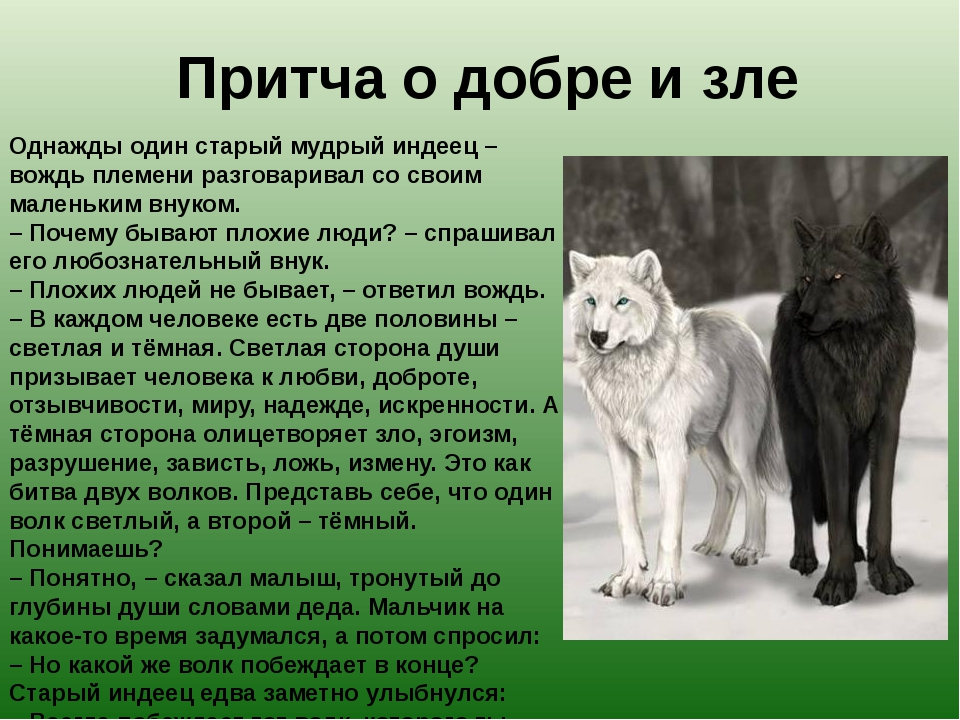 Притча о добре и зле
Однажды один старый мудрый индеец –
вождь племени разговаривал со своим
маленьким внуком.
– Почему бывают плохие люди? – спрашивал
его любознательный внук.
– Плохих людей не бывает, – ответил вождь.
– В каждом человеке есть две половины –
светлая и тёмная. Светлая сторона души
призывает человека к любви, доброте,
отзывчивости, миру, надежде, искренности. А
тёмная сторона олицетворяет зло, эгоизм,
разрушение, зависть, ложь, измену. Это как
битва двух волков. Представь себе, что один
волк светлый, а второй – тёмный.
Понимаешь?
– Понятно, – сказал малыш, тронутый до
глубины души словами деда. Мальчик на
какое-то время задумался, а потом спросил:
– Но какой же волк побеждает в конце?
Старый индеец едва заметно улыбнулся: